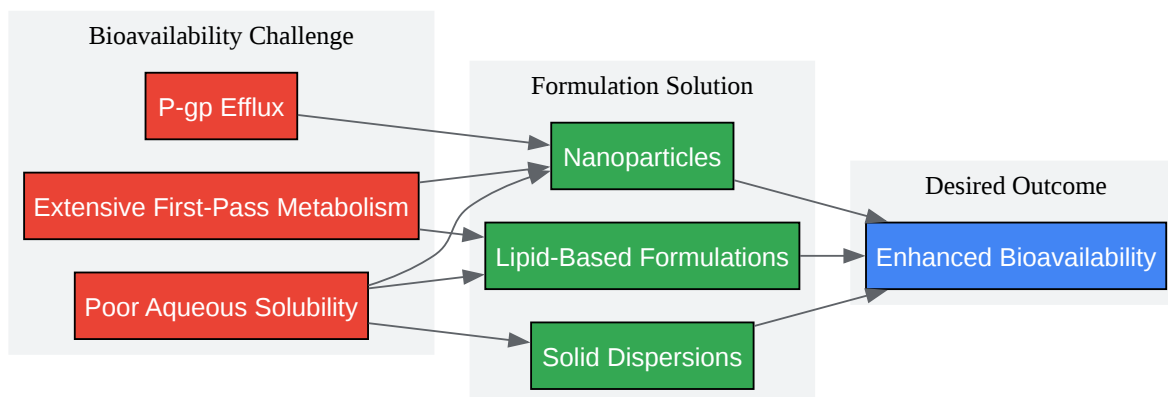 Bioavailability Challenge
P-gp Efflux
Extensive First-Pass Metabolism
Poor Aqueous Solubility
Formulation Solution
Nanoparticles
Lipid-Based Formulations
Solid Dispersions
Desired Outcome
Enhanced Bioavailability